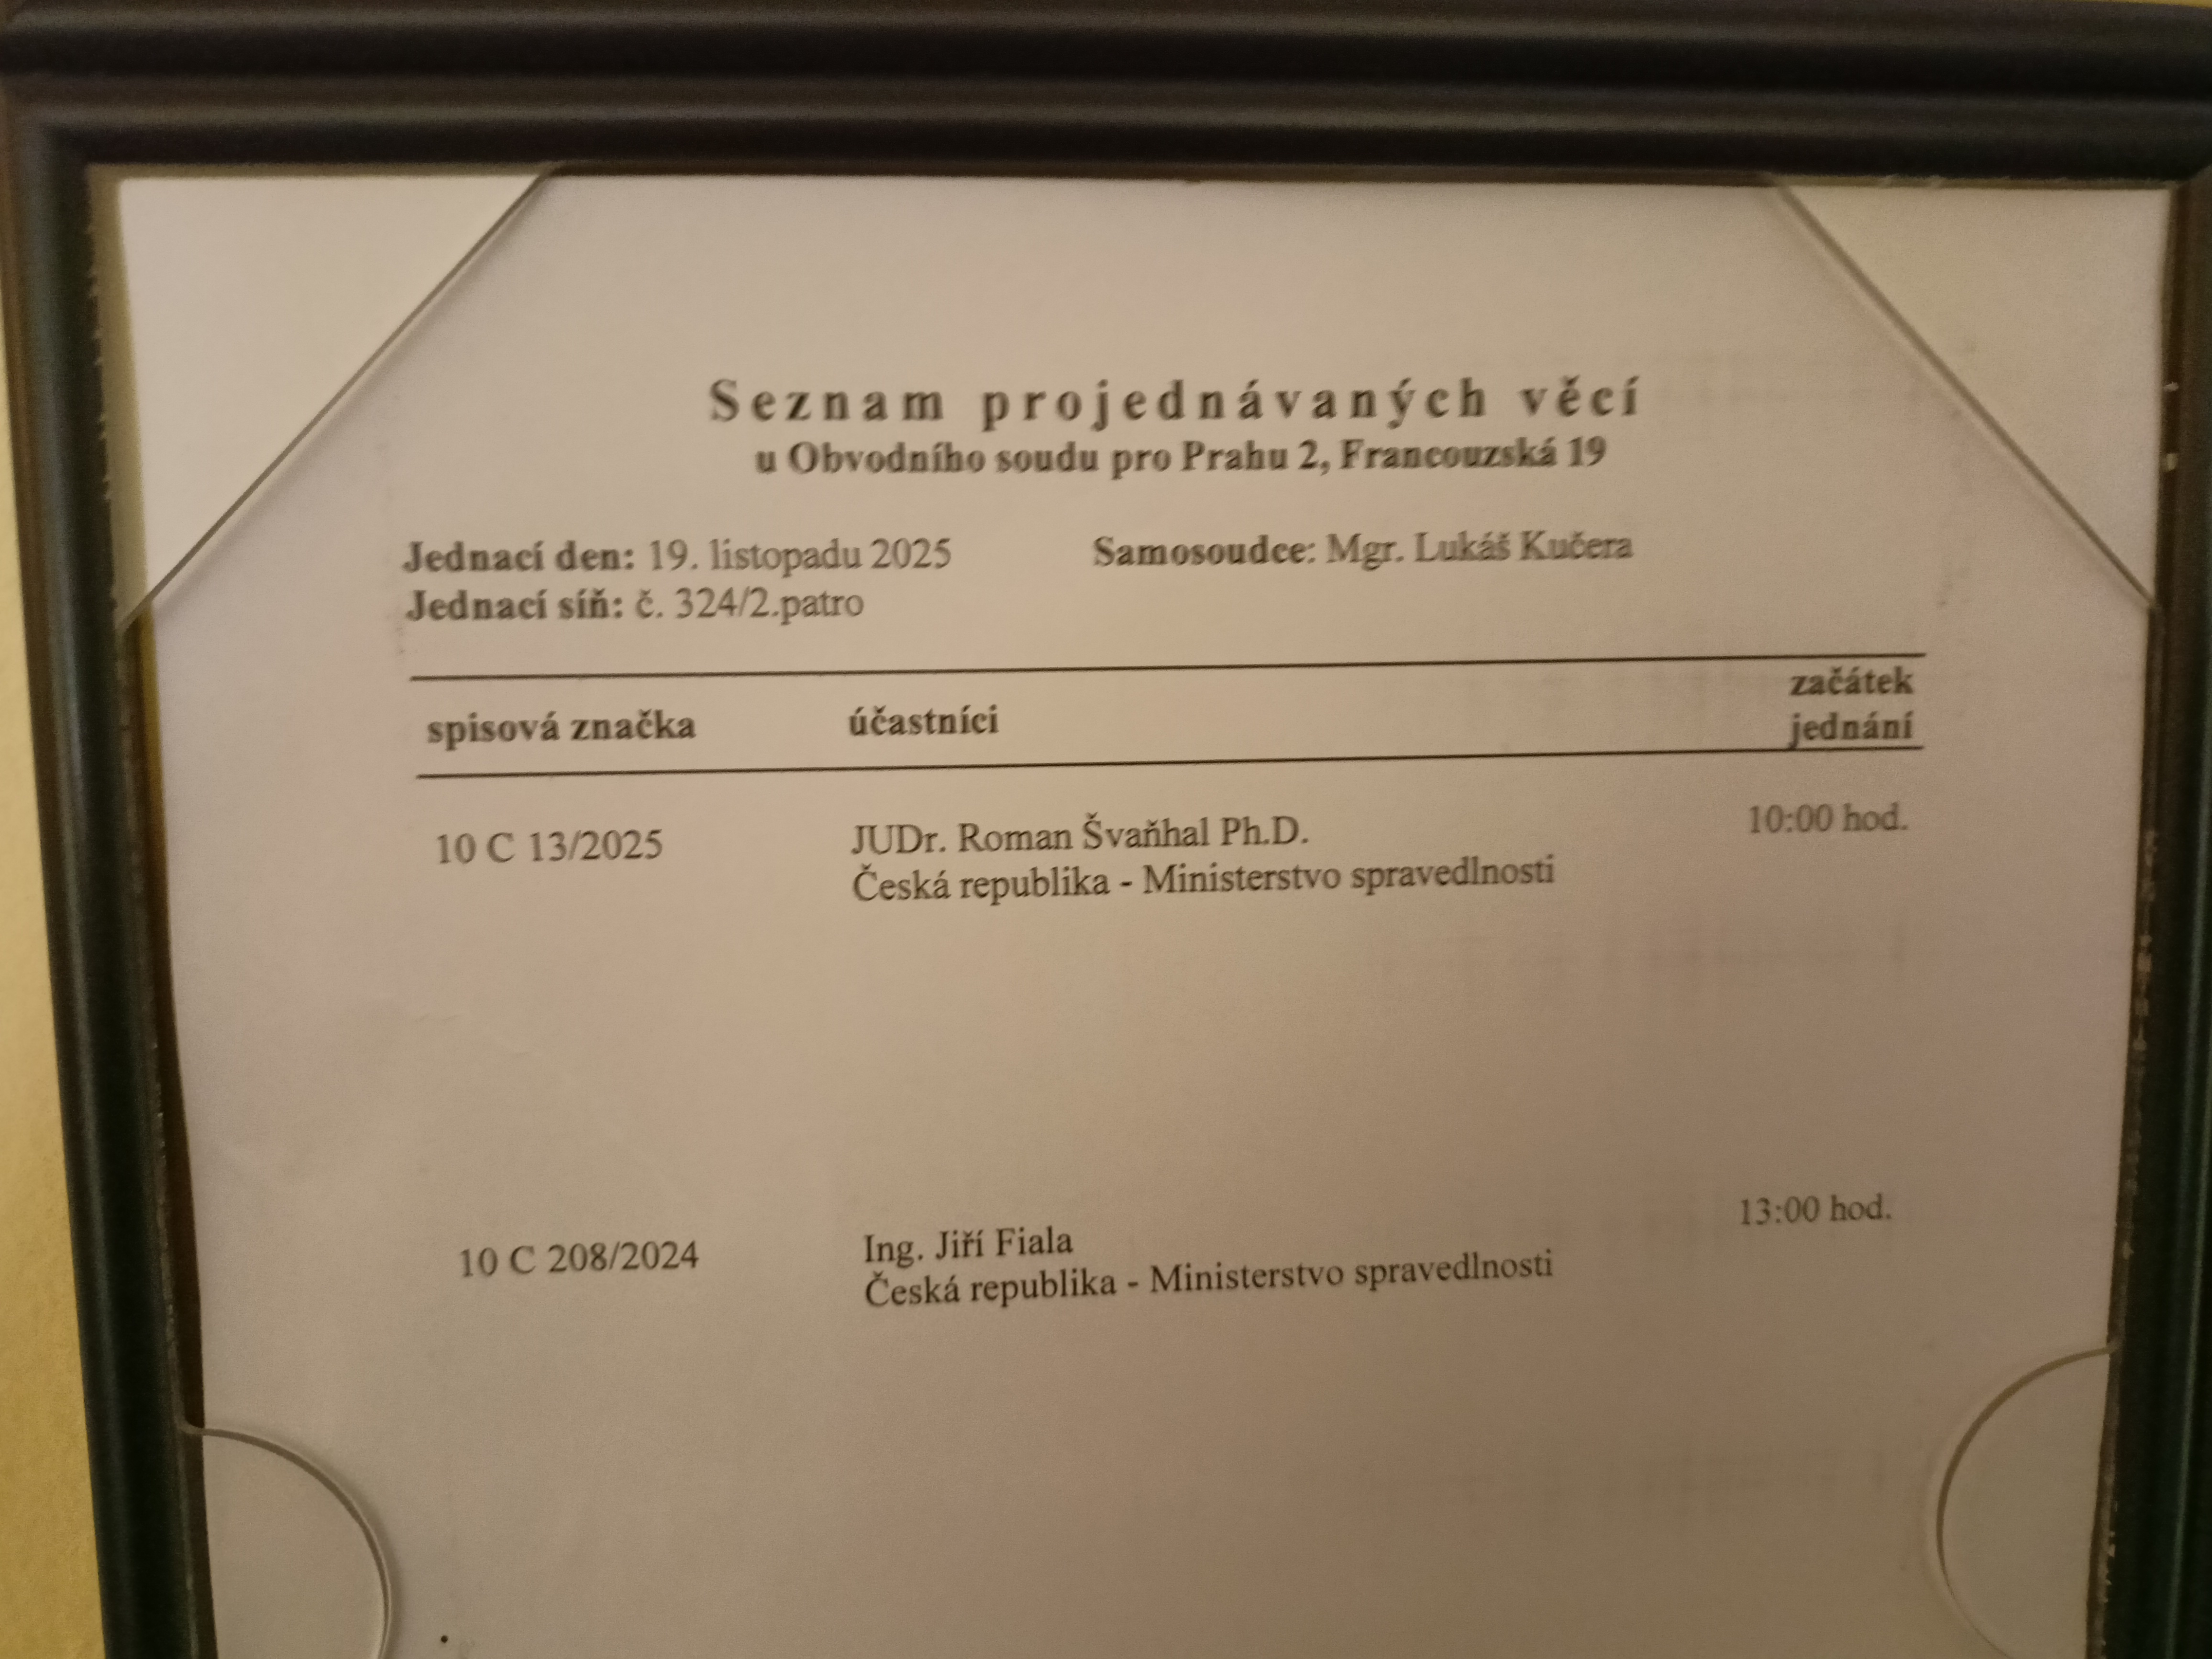 Seznam projednávaných věcí
u Obvodního soudu pro Prahu 2, Francouzská 19
Jednací den: 19. listopadu 2025 Samosoudce: Mgr. Lukáš Kučera
Jednací síň: č. 324/2.patro
spisová značka účastníci začátek jednání
10 C 13/2025 JUDr. Roman Švaňhal Ph.D. 10:00 hod.
Česká republika - Ministerstvo spravedlnosti
10 C 208/2024 Ing. Jiří Fiala 13:00 hod.
Česká republika - Ministerstvo spravedlnosti